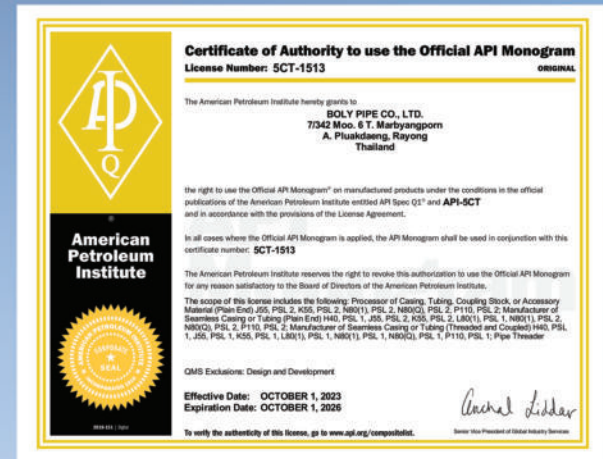 API
Q
®
American
Petroleum
Institute
AMERICAN PETROLEUM INSTITUTE
CORPORATE
SEAL
Certificate of Authority to use the Official API Monogram
License Number: 5CT-1513
ORIGINAL
The American Petroleum Institute hereby grants to
BOLY PIPE CO., LTD.
7/342 Moo. 6 T. Marbyangporn
A. Pluakdaeng, Rayong
Thailand
the right to use the Official API Monogram® on manufactured products under the conditions in the official
publications of the American Petroleum Institute entitled API Spec Q1® and API-5CT
and in accordance with the provisions of the License Agreement.
In all cases where the Official API Monogram is applied, the API Monogram shall be used in conjunction with this
certificate number: 5CT-1513
The American Petroleum Institute reserves the right to revoke this authorization to use the Official API Monogram
for any reason satisfactory to the Board of Directors of the American Petroleum Institute.
The scope of this license includes the following: Processor of Casing, Tubing, Coupling Stock, or Accessory
Material (Plain End) J55, PSL 2, K55, PSL 2, N80(1), PSL 2, N80(Q), PSL 2, P110, PSL 2; Manufacturer of
Seamless Casing or Tubing (Plain End) H40, PSL 1, J55, PSL 2, K55, PSL 2, L80(1), PSL 1, N80(1), PSL 2,
N80(Q), PSL 2, P110, PSL 2; Manufacturer of Seamless Casing or Tubing (Threaded and Coupled) H40, PSL
1, J55, PSL 1, K55, PSL 1, L80(1), PSL 1, N80(1), PSL 1, N80(Q), PSL 1, P110, PSL 1; Pipe Threader
QMS Exclusions: Design and Development
Effective Date: OCTOBER 1, 2023
Expiration Date: OCTOBER 1, 2026
To verify the authenticity of this license, go to www.api.org/compositelist.
Senior Vice President of Global Industry Services